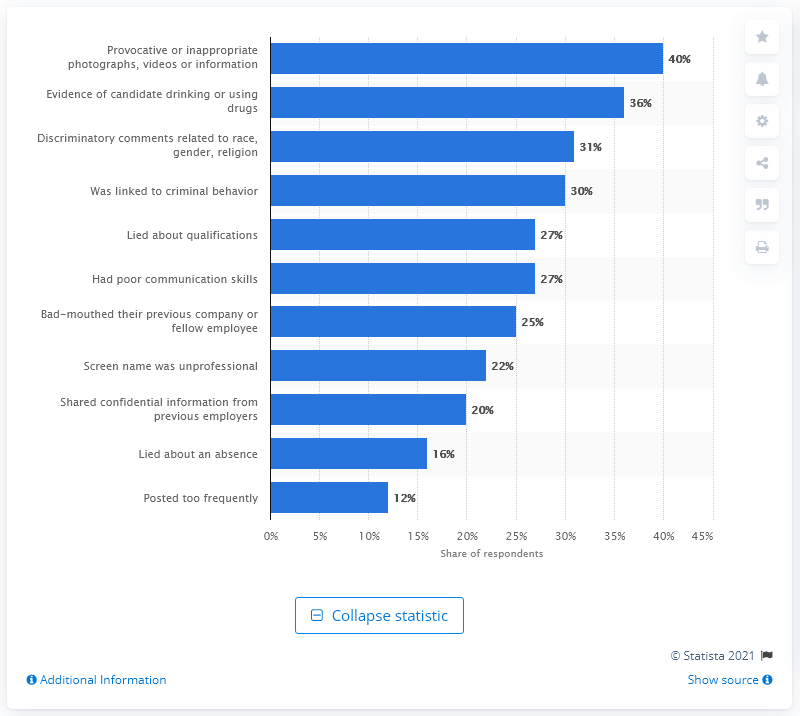 Provocative or inappropriate
photographs, videos or information
40%
Evidence of candidate drinking or using
drugs
36%
Discriminatory comments related to race,
gender, religion
31%
Was linked to criminal behavior
30%
Lied about qualifications
27%
Had poor communication skills
27%
Bad-mouthed their previous company or
fellow employee
25%
Screen name was unprofessional
22%
Shared confidential information from
previous employers
20%
Lied about an absence
16%
Posted too frequently
12%
0% 5% 10% 15% 20% 25% 30% 35% 40% 45%
Share of respondents
Collapse statistic
© Statista 2021
Additional Information
Show source